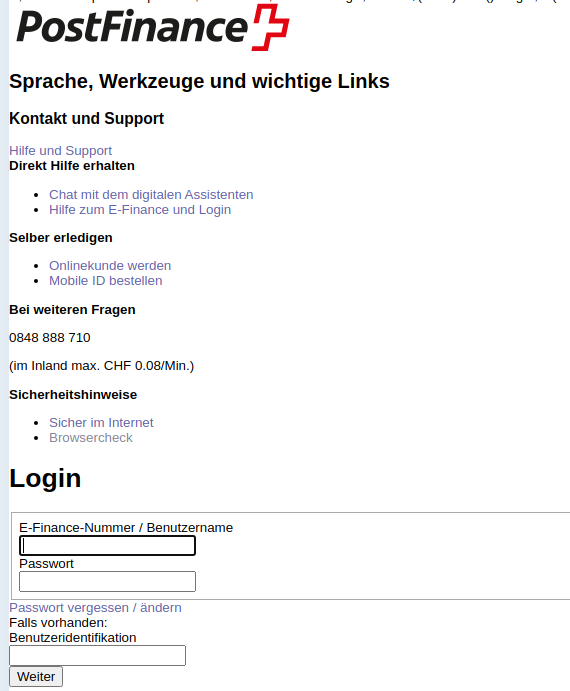 PostFinance
Sprache, Werkzeuge und wichtige Links
Kontakt und Support
Hilfe und Support
Direkt Hilfe erhalten
Chat mit dem digitalen Assistenten
Hilfe zum E-Finance und Login
Selber erledigen
Onlinekunde werden
Mobile ID bestellen
Bei weiteren Fragen
0848 888 710
(im Inland max. CHF 0.08/Min.)
Sicherheitshinweise
Sicher im Internet
Browsercheck
Login
E-Finance-Nummer / Benutzername
Passwort
Passwort vergessen / ändern
Falls vorhanden:
Benutzeridentifikation
Weiter